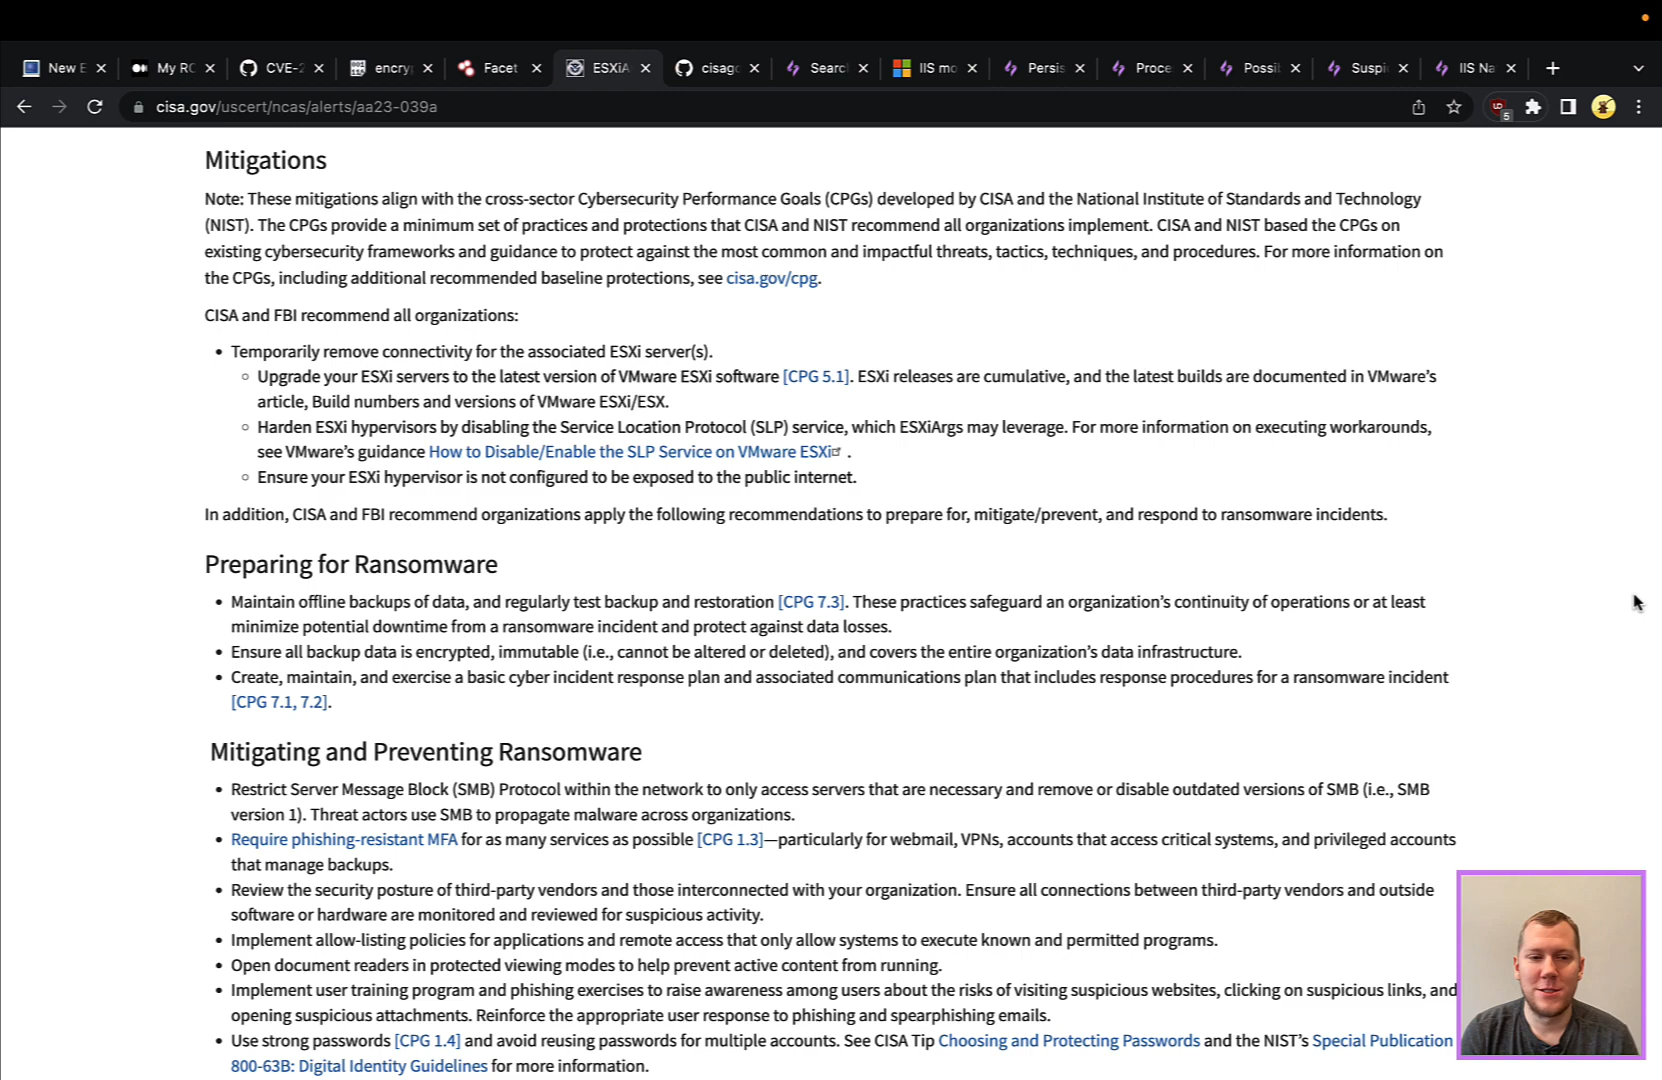 New E
My RC
CVE-2
encry
Facet
ESXiA
cisago
Searc
IIS mo
Persis
Proce
Possil
Suspi
IIS Na
cisa.gov/uscert/ncas/alerts/aa23-039a
5
Mitigations
Note: These mitigations align with the cross-sector Cybersecurity Performance Goals (CPGs) developed by CISA and the National Institute of Standards and Technology
(NIST). The CPGs provide a minimum set of practices and protections that CISA and NIST recommend all organizations implement. CISA and NIST based the CPGs on
existing cybersecurity frameworks and guidance to protect against the most common and impactful threats, tactics, techniques, and procedures. For more information on
the CPGs, including additional recommended baseline protections, see cisa.gov/cpg.
CISA and FBI recommend all organizations:
• Temporarily remove connectivity for the associated ESXi server(s).
○ Upgrade your ESXi servers to the latest version of VMware ESXi software [CPG 5.1]. ESXi releases are cumulative, and the latest builds are documented in VMware’s
article, Build numbers and versions of VMware ESXi/ESX.
○ Harden ESXi hypervisors by disabling the Service Location Protocol (SLP) service, which ESXiArgs may leverage. For more information on executing workarounds,
see VMware’s guidance How to Disable/Enable the SLP Service on VMware ESXi .
○ Ensure your ESXi hypervisor is not configured to be exposed to the public internet.
In addition, CISA and FBI recommend organizations apply the following recommendations to prepare for, mitigate/prevent, and respond to ransomware incidents.
Preparing for Ransomware
• Maintain offline backups of data, and regularly test backup and restoration [CPG 7.3]. These practices safeguard an organization’s continuity of operations or at least
minimize potential downtime from a ransomware incident and protect against data losses.
• Ensure all backup data is encrypted, immutable (i.e., cannot be altered or deleted), and covers the entire organization’s data infrastructure.
• Create, maintain, and exercise a basic cyber incident response plan and associated communications plan that includes response procedures for a ransomware incident
[CPG 7.1, 7.2].
Mitigating and Preventing Ransomware
• Restrict Server Message Block (SMB) Protocol within the network to only access servers that are necessary and remove or disable outdated versions of SMB (i.e., SMB
version 1). Threat actors use SMB to propagate malware across organizations.
• Require phishing-resistant MFA for as many services as possible [CPG 1.3]—particularly for webmail, VPNs, accounts that access critical systems, and privileged accounts
that manage backups.
• Review the security posture of third-party vendors and those interconnected with your organization. Ensure all connections between third-party vendors and outside
software or hardware are monitored and reviewed for suspicious activity.
• Implement allow-listing policies for applications and remote access that only allow systems to execute known and permitted programs.
• Open document readers in protected viewing modes to help prevent active content from running.
• Implement user training program and phishing exercises to raise awareness among users about the risks of visiting suspicious websites, clicking on suspicious links, and
opening suspicious attachments. Reinforce the appropriate user response to phishing and spearphishing emails.
• Use strong passwords [CPG 1.4] and avoid reusing passwords for multiple accounts. See CISA Tip Choosing and Protecting Passwords and the NIST’s Special Publication
800-63B: Digital Identity Guidelines for more information.